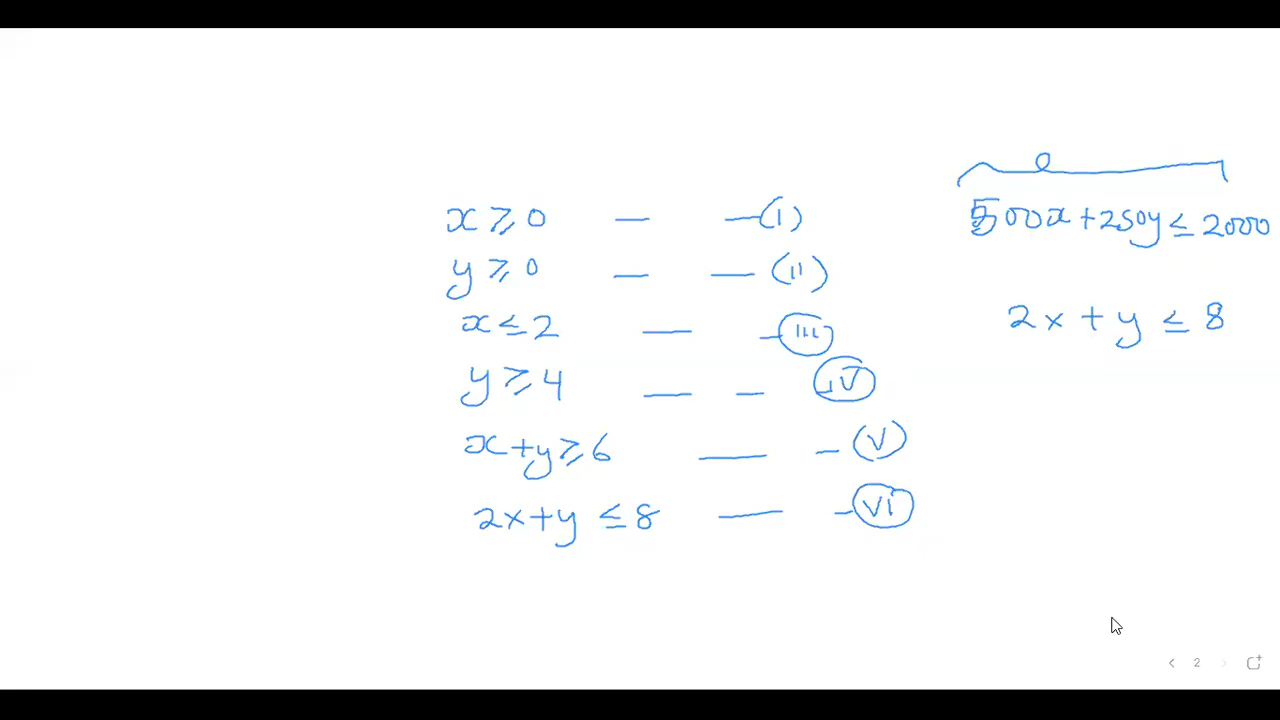 x ≥ 0 — — (I)
y ≥ 0 — — (II)
x ≤ 2 — — III
y ≥ 4 — — IV
x + y ≥ 6 — — (V)
2x + y ≤ 8 — — VI
500x + 250y ≤ 2000
2x + y ≤ 8
2